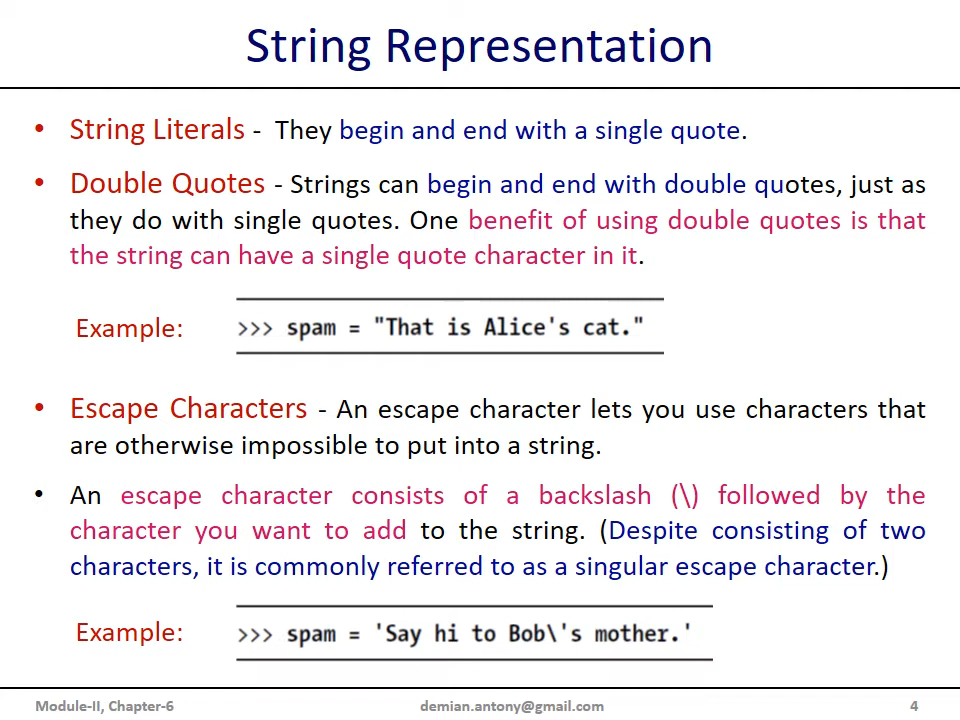 String Representation
• String Literals - They begin and end with a single quote.
• Double Quotes - Strings can begin and end with double quotes, just as
they do with single quotes. One benefit of using double quotes is that
the string can have a single quote character in it.
Example:
>>> spam = "That is Alice's cat."
• Escape Characters - An escape character lets you use characters that
are otherwise impossible to put into a string.
• An escape character consists of a backslash (\) followed by the
character you want to add to the string. (Despite consisting of two
characters, it is commonly referred to as a singular escape character.)
Example:
>>> spam = 'Say hi to Bob\'s mother.'
Module-II, Chapter-6
demian.antony@gmail.com
4